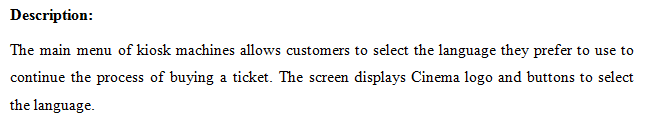 Description:
The main menu of kiosk machines allows customers to select the language they prefer to use to
continue the process of buying a ticket. The screen displays Cinema logo and buttons to select
the language.